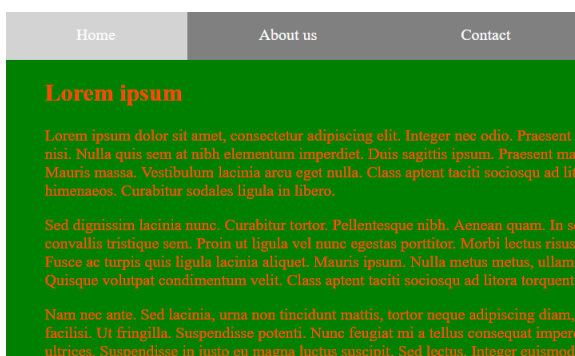 Home About us Contact
Lorem ipsum
Lorem ipsum dolor sit amet, consectetur adipiscing elit. Integer nec odio. Praesent
nisi. Nulla quis sem at nibh elementum imperdiet. Duis sagittis ipsum. Praesent
Mauris massa. Vestibulum lacinia arcu eget nulla. Class aptent taciti sociosqu ad
himenaeos. Curabitur sodales ligula in libero.
Sed dignissim lacinia nunc. Curabitur tortor. Pellentesque nibh. Aenean quam. In
convallis tristique sem. Proin ut ligula vel nunc egestas porttitor. Morbi lectus risus
Fusce ac turpis quis ligula lacinia aliquet. Mauris ipsum. Nulla metus metus,
Quisque volutpat condimentum velit. Class aptent taciti sociosqu ad litora torquent
Nam nec ante. Sed lacinia, urna non tincidunt mattis, tortor neque adipiscing diam,
facilisi. Ut fringilla. Suspendisse potenti. Nunc feugiat mi a tellus consequat
ultrices. Suspendisse in justo eu magna luctus suscipit. Sed lectus. Integer euismod